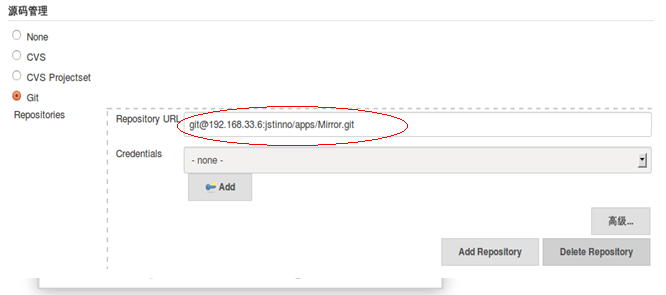 源码管理
None
CVS
CVS Projectset
Git
Repositories
Repository URL
git@192.168.33.6:jstinno/apps/Mirror.git
Credentials
- none -
Add
高级...
Add Repository
Delete Repository